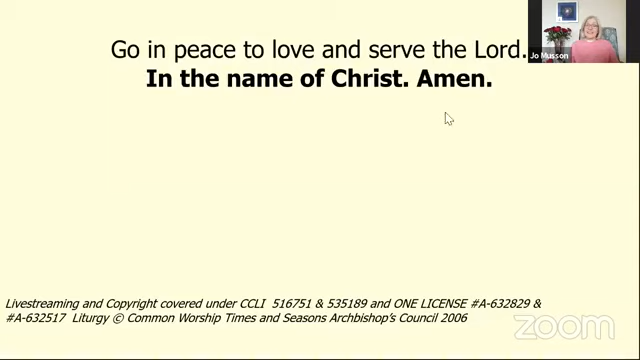 Go in peace to love and serve the Lord.
In the name of Christ. Amen.
Jo Musson
Livestreaming and Copyright covered under CCLI 516751 & 535189 and ONE LICENSE #A-632829 &
#A-632517 Liturgy © Common Worship Times and Seasons Archbishop's Council 2006
zoom